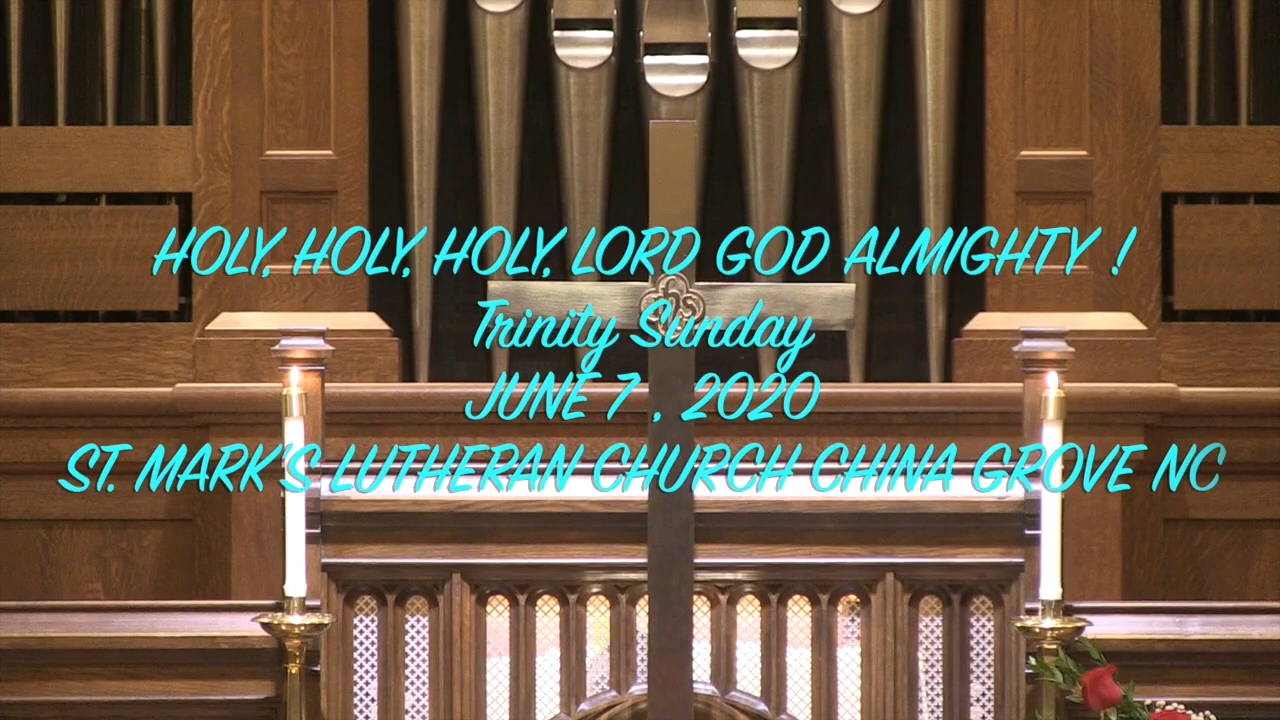 HOLY, HOLY, HOLY, LORD GOD ALMIGHTY !
Trinity Sunday
JUNE 7 , 2020
ST. MARK'S LUTHERAN CHURCH CHINA GROVE NC